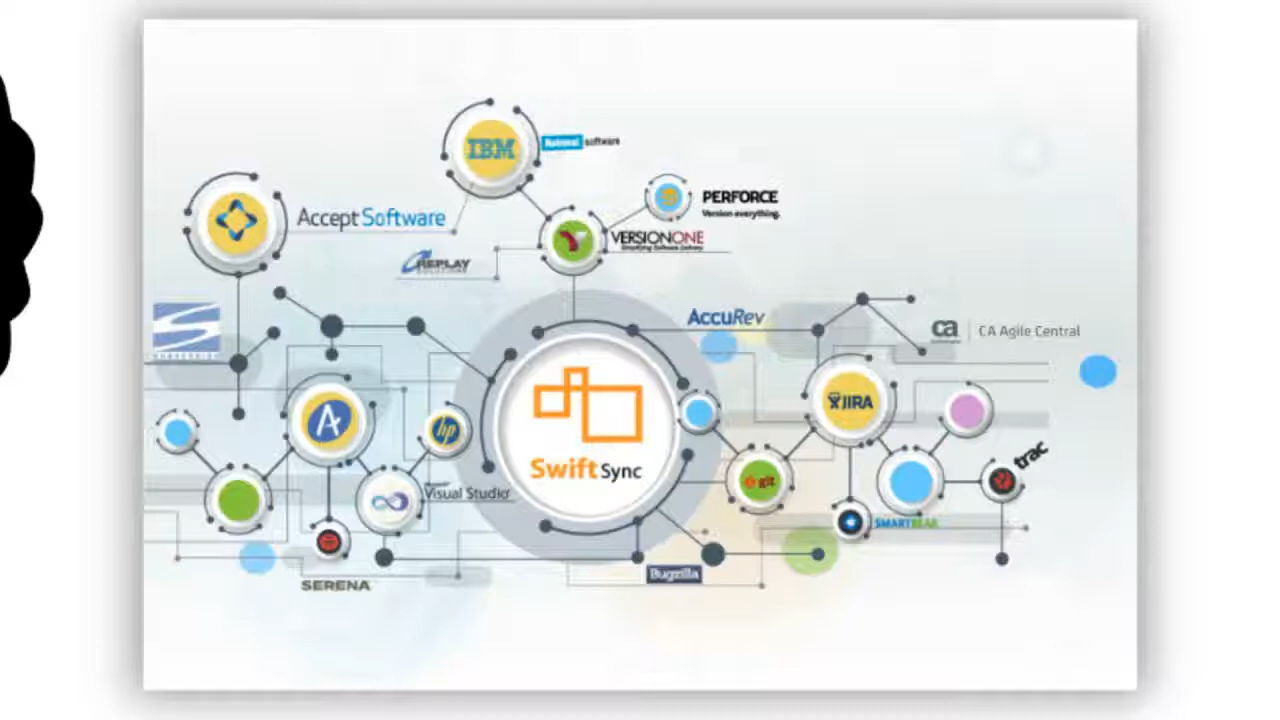 IBM
Rational software
Accept Software
PERFORCE
Version everything.
VERSIONONE
REPLAY
AccuRev
ca
CA Agile Central
JIRA
A
hp
Swift Sync
git
trac
Visual Studio
SMARTBEAR
Bugzilla
SERENA